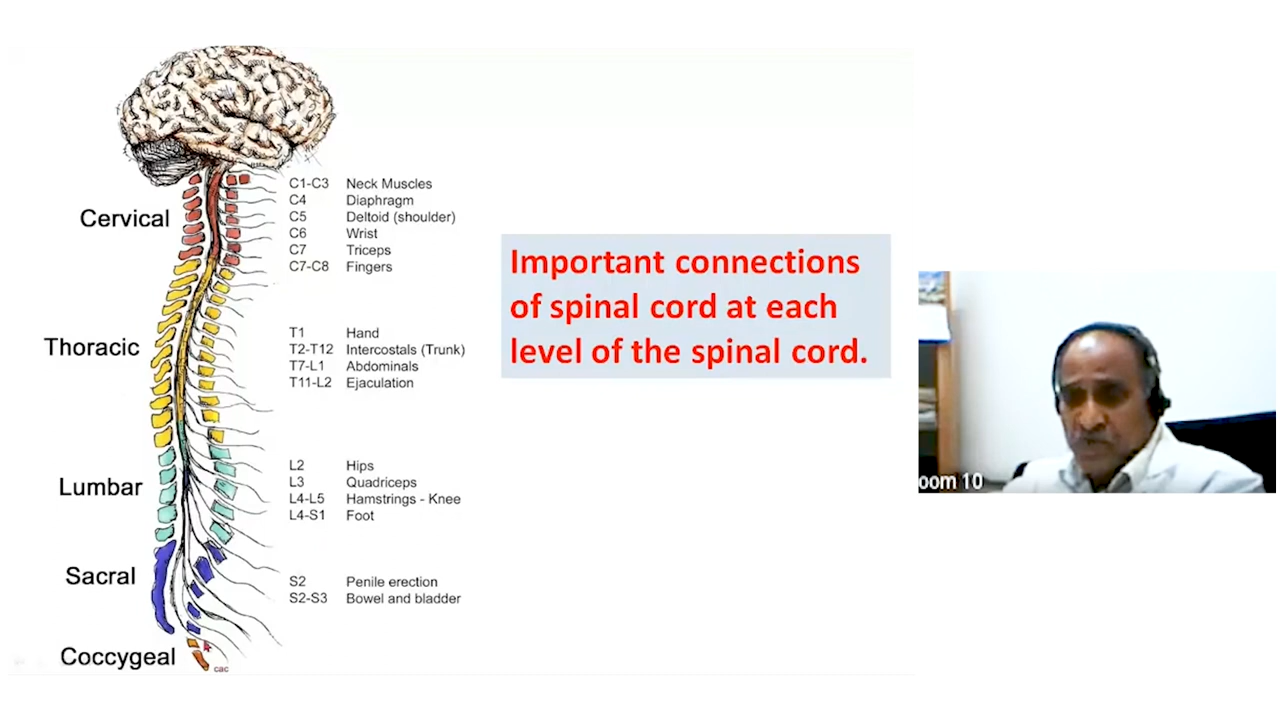 Cervical
C1-C3 Neck Muscles
C4 Diaphragm
C5 Deltoid (shoulder)
C6 Wrist
C7 Triceps
C7-C8 Fingers
Important connections
of spinal cord at each
level of the spinal cord.
Thoracic
T1 Hand
T2-T12 Intercostals (Trunk)
T7-L1 Abdominals
T11-L2 Ejaculation
Lumbar
L2 Hips
L3 Quadriceps
L4-L5 Hamstrings - Knee
L4-S1 Foot
oom 10
Sacral
S2 Penile erection
S2-S3 Bowel and bladder
Coccygeal
cac